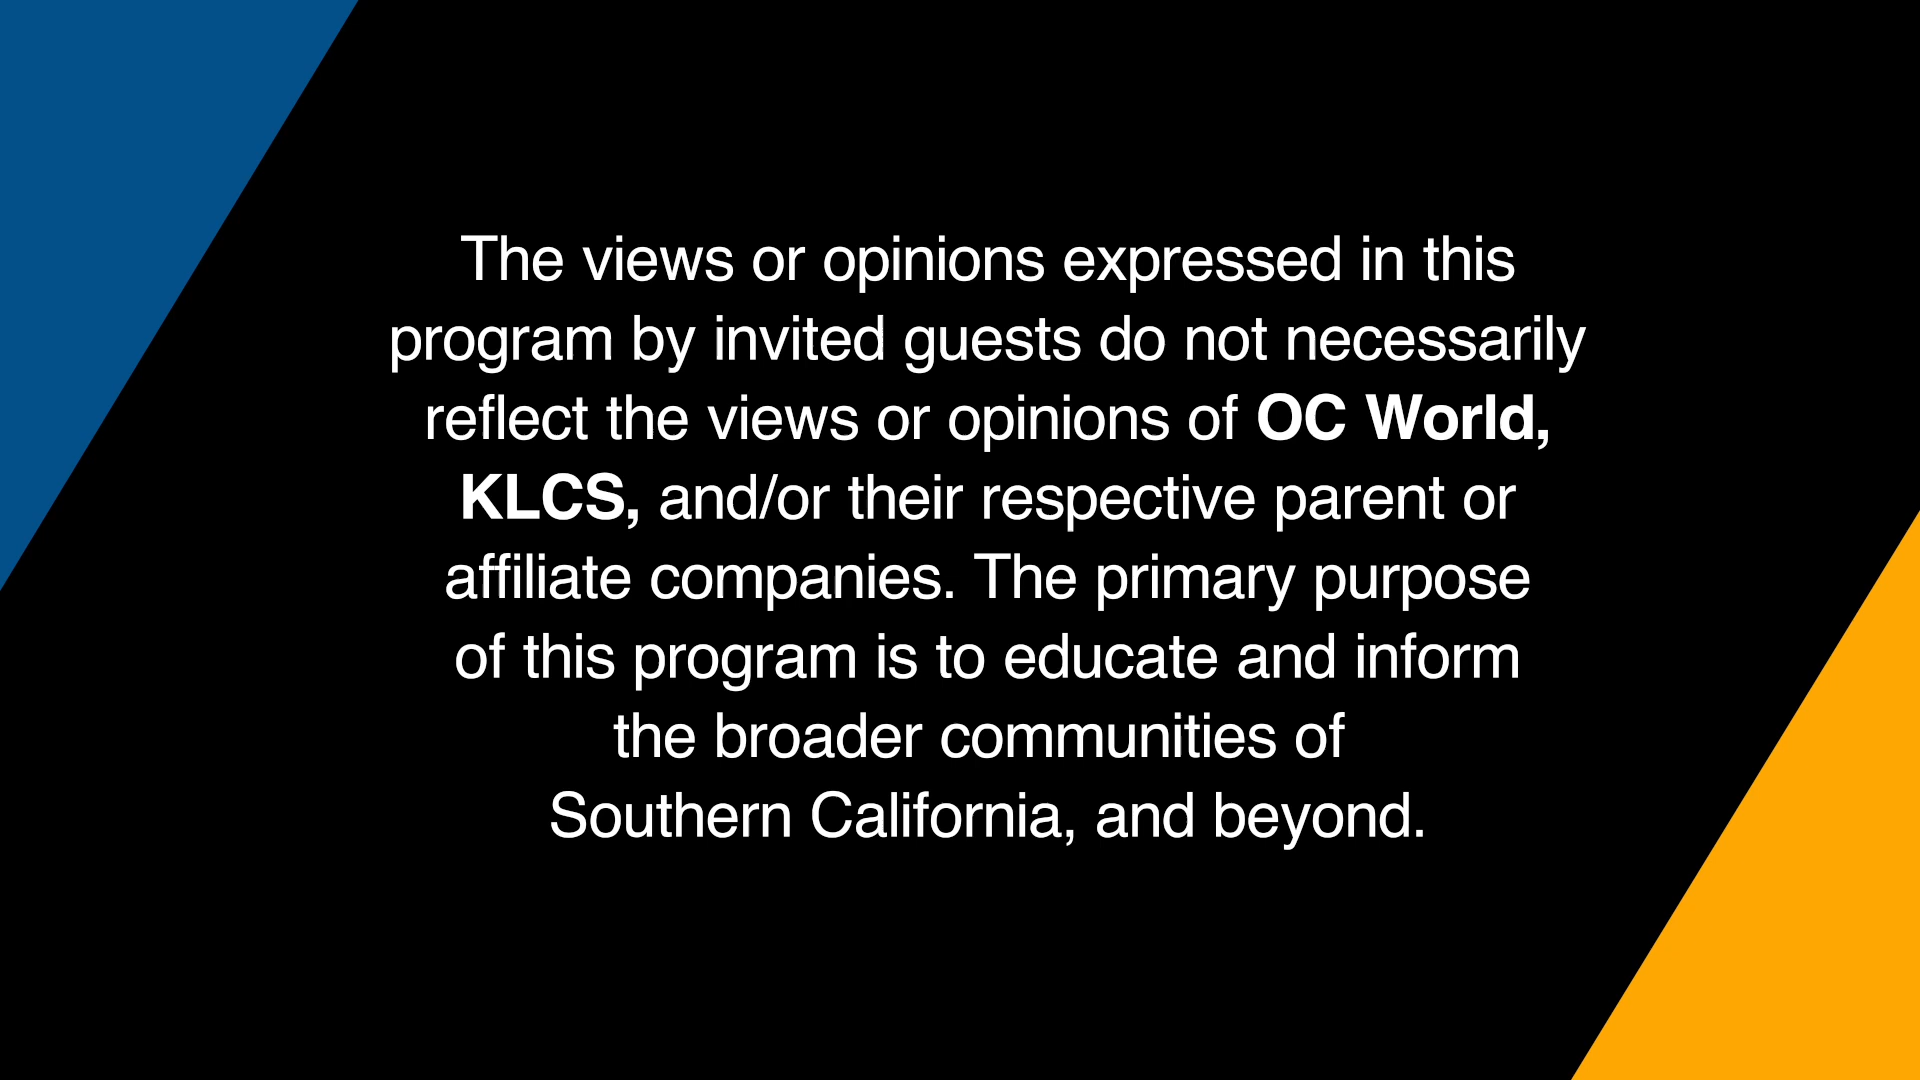 The views or opinions expressed in this
program by invited guests do not necessarily
reflect the views or opinions of OC World,
KLCS, and/or their respective parent or
affiliate companies. The primary purpose
of this program is to educate and inform
the broader communities of
Southern California, and beyond.